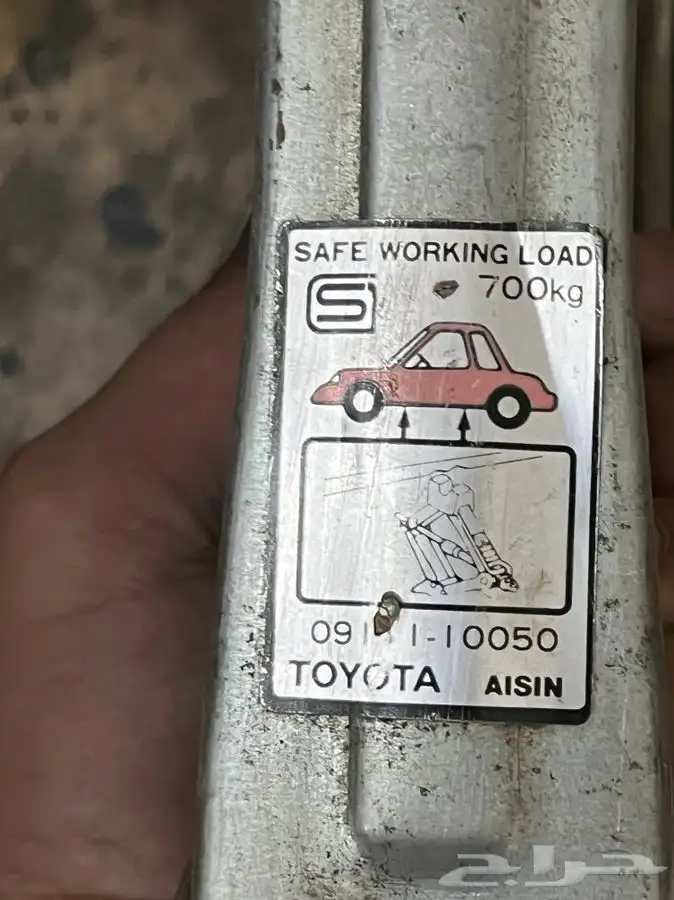 SAFE WORKING LOAD
S 700kg
TOYOTA AISIN
حراج